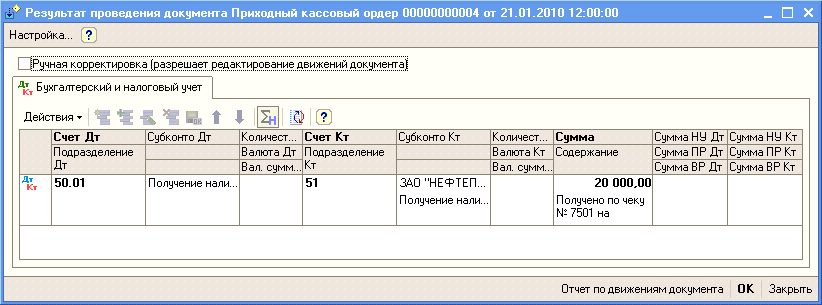 Результат проведения документа Приходный кассовый ордер 00000000004 от 21.01.2010 12:00:00
Настройка... ?
Ручная корректировка (разрешает редактирование движений документа)
Дт Кт Бухгалтерский и налоговый учет
Действия ?
Счет Дт Субконто Дт Количест... Счет Кт Субконто Кт Количест... Сумма Сумма НУ Дт Сумма НУ Кт
Подразделение Дт Валюта Дт Подразделение Кт Валюта Кт Содержание Сумма ПР Дт Сумма ПР Кт
Вал. сумм... Вал. сумм... Сумма ВР Дт Сумма ВР Кт
Дт Кт 50.01 Получение нали... 51 ЗАО "НЕФТЕП... 20 000,00
Получение нали... Получено по чеку
№ 7501 на
Отчет по движениям документа OK Закрыть